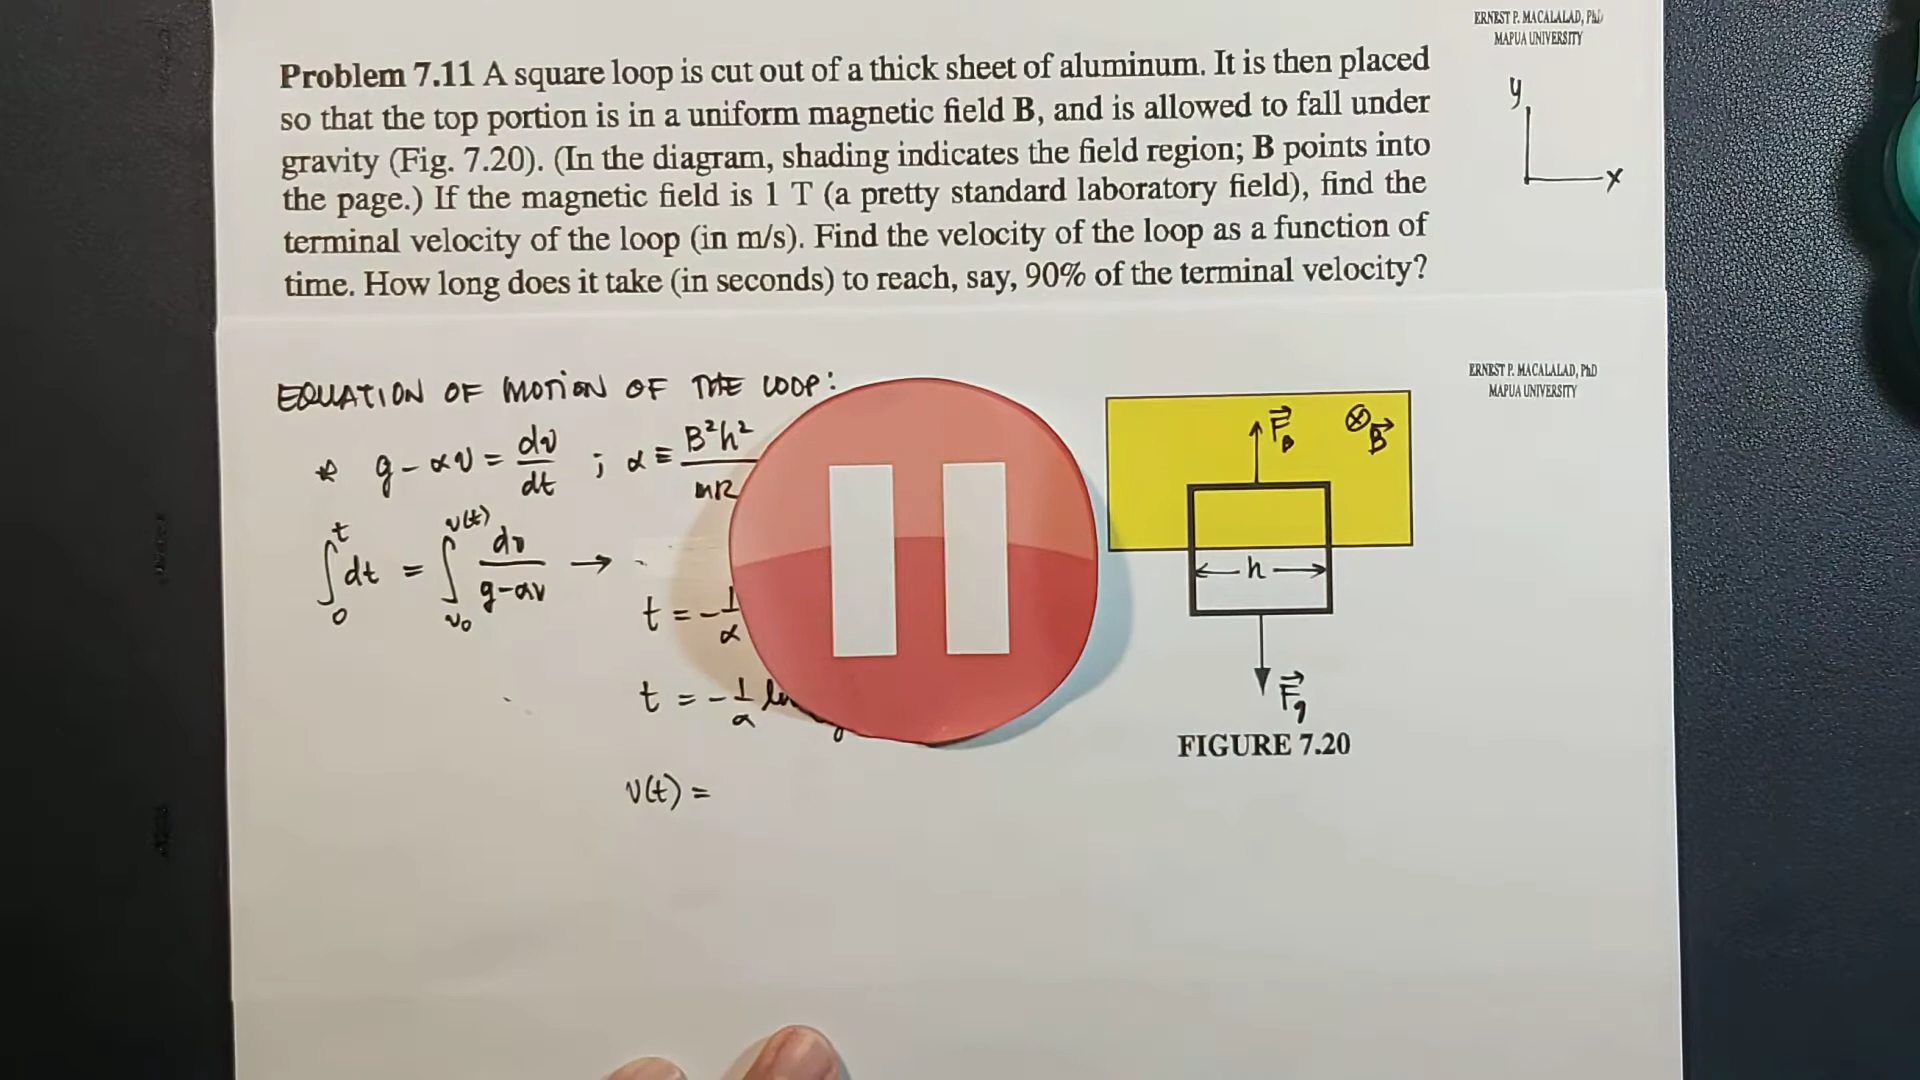 ERNEST P. MACALALAD, PhD
MAPUA UNIVERSITY
Problem 7.11 A square loop is cut out of a thick sheet of aluminum. It is then placed
so that the top portion is in a uniform magnetic field B, and is allowed to fall under
gravity (Fig. 7.20). (In the diagram, shading indicates the field region; B points into
the page.) If the magnetic field is 1 T (a pretty standard laboratory field), find the
terminal velocity of the loop (in m/s). Find the velocity of the loop as a function of
time. How long does it take (in seconds) to reach, say, 90% of the terminal velocity?
y
x
EQUATION OF MOTION OF THE LOOP:
* g - αv = dv/dt ; α ≡ B²h²/mR
∫₀ᵗ dt = ∫_{v₀}^{v(t)} dv/(g-αv) →
t = -1/α
t = -1/α ln
v(t) =
ERNEST P. MACALALAD, PhD
MAPUA UNIVERSITY
F⃗_B
⊗ B⃗
h
F⃗_g
FIGURE 7.20